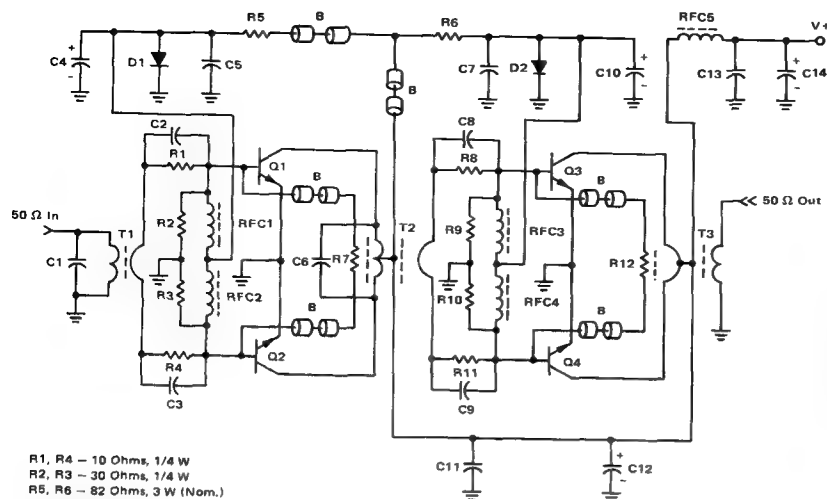 R5
B
R6
RFC5
V+
C4
+
-
D1
C5
C7
D2
C10
+
-
C13
+
C14
-
B
C2
R1
Q1
B
C8
R8
Q3
B
50 Ω In
T1
R2
RFC1
C6
R7
T2
R9
RFC3
R12
T3
50 Ω Out
C1
R3
RFC2
R10
RFC4
B
B
R4
Q2
R11
Q4
C3
C9
C11
+
C12
-
R1, R4 – 10 Ohms, 1/4 W
R2, R3 – 30 Ohms, 1/4 W
R5, R6 – 82 Ohms, 3 W (Nom.)